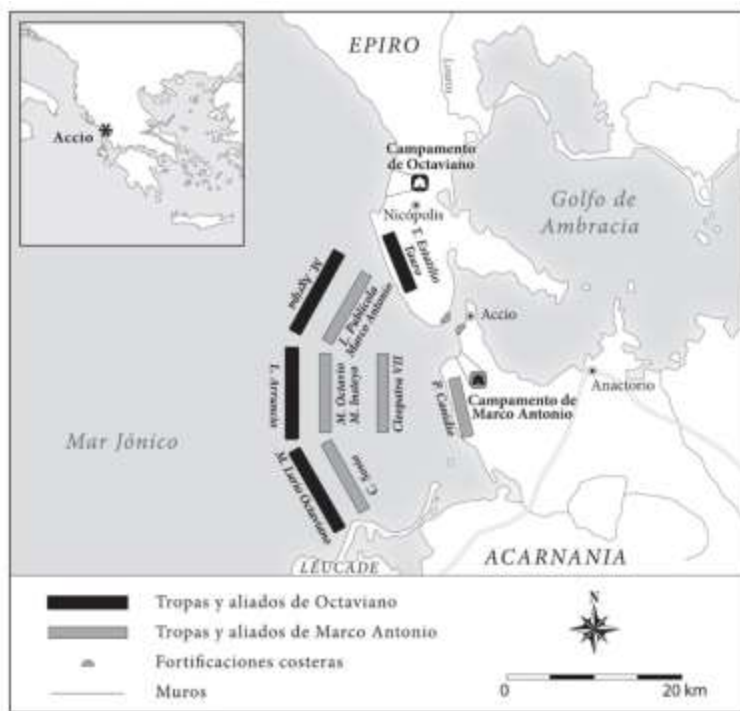 EPIRO
Louros
Accio
Campamento
de Octaviano
Nicópolis
Golfo de
Ambracia
T. Estatilio
Tauro
M. Agripa
L. Publícola
Marco Antonio
Accio
L. Arruncio
M. Octavio
M. Insteyo
Cleopatra VII
P. Canidio
Campamento de
Marco Antonio
Anactorio
Mar Jónico
M. Lurio Octaviano
C. Sosio
LÉUCADE
ACARNANIA
Tropas y aliados de Octaviano
Tropas y aliados de Marco Antonio
Fortificaciones costeras
Muros
N
0
20 km